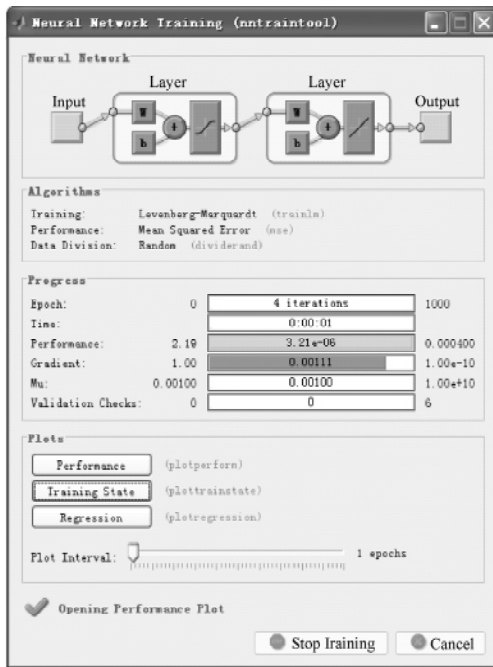 Neural Network Training (nntraintool)
Neural Network
Layer Layer
Input Output
W W
b b
+ +
Algorithms
Training: Levenberg-Marquardt (trainlm)
Performance: Mean Squared Error (mse)
Data Division: Random (dividerand)
Progress
Epoch: 0 4 iterations 1000
Time: 0:00:01
Performance: 2.19 3.21e-06 0.000400
Gradient: 1.00 0.00111 1.00e-10
Mu: 0.00100 0.00100 1.00e+10
Validation Checks: 0 0 6
Plots
Performance (plotperform)
Training State (plottrainstate)
Regression (plotregression)
Plot Interval: 1 epochs
Opening Performance Plot
Stop Iraining Cancel